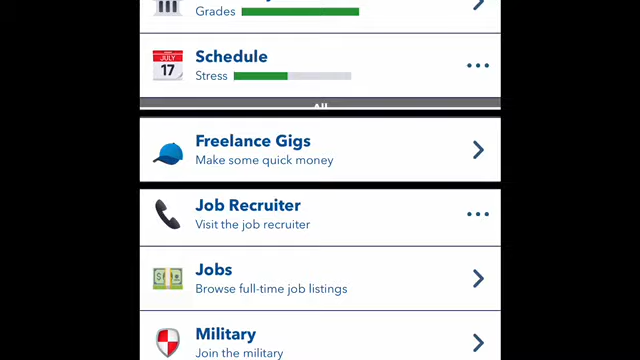 Grades
Schedule
JULY
17
Stress
All
Freelance Gigs
Make some quick money
Job Recruiter
Visit the job recruiter
Jobs
Browse full-time job listings
Military
Join the military